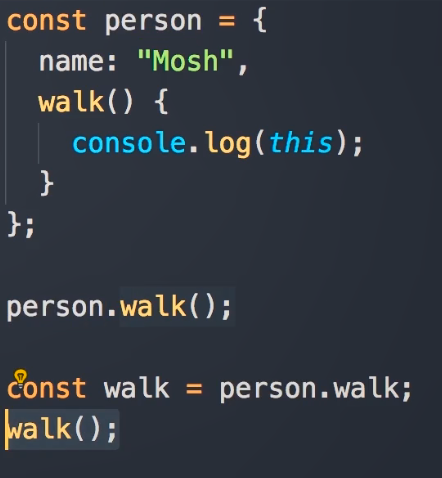 const person = {
  name: "Mosh",
  walk() {
    console.log(this);
  }
};
person.walk();
const walk = person.walk;
walk();